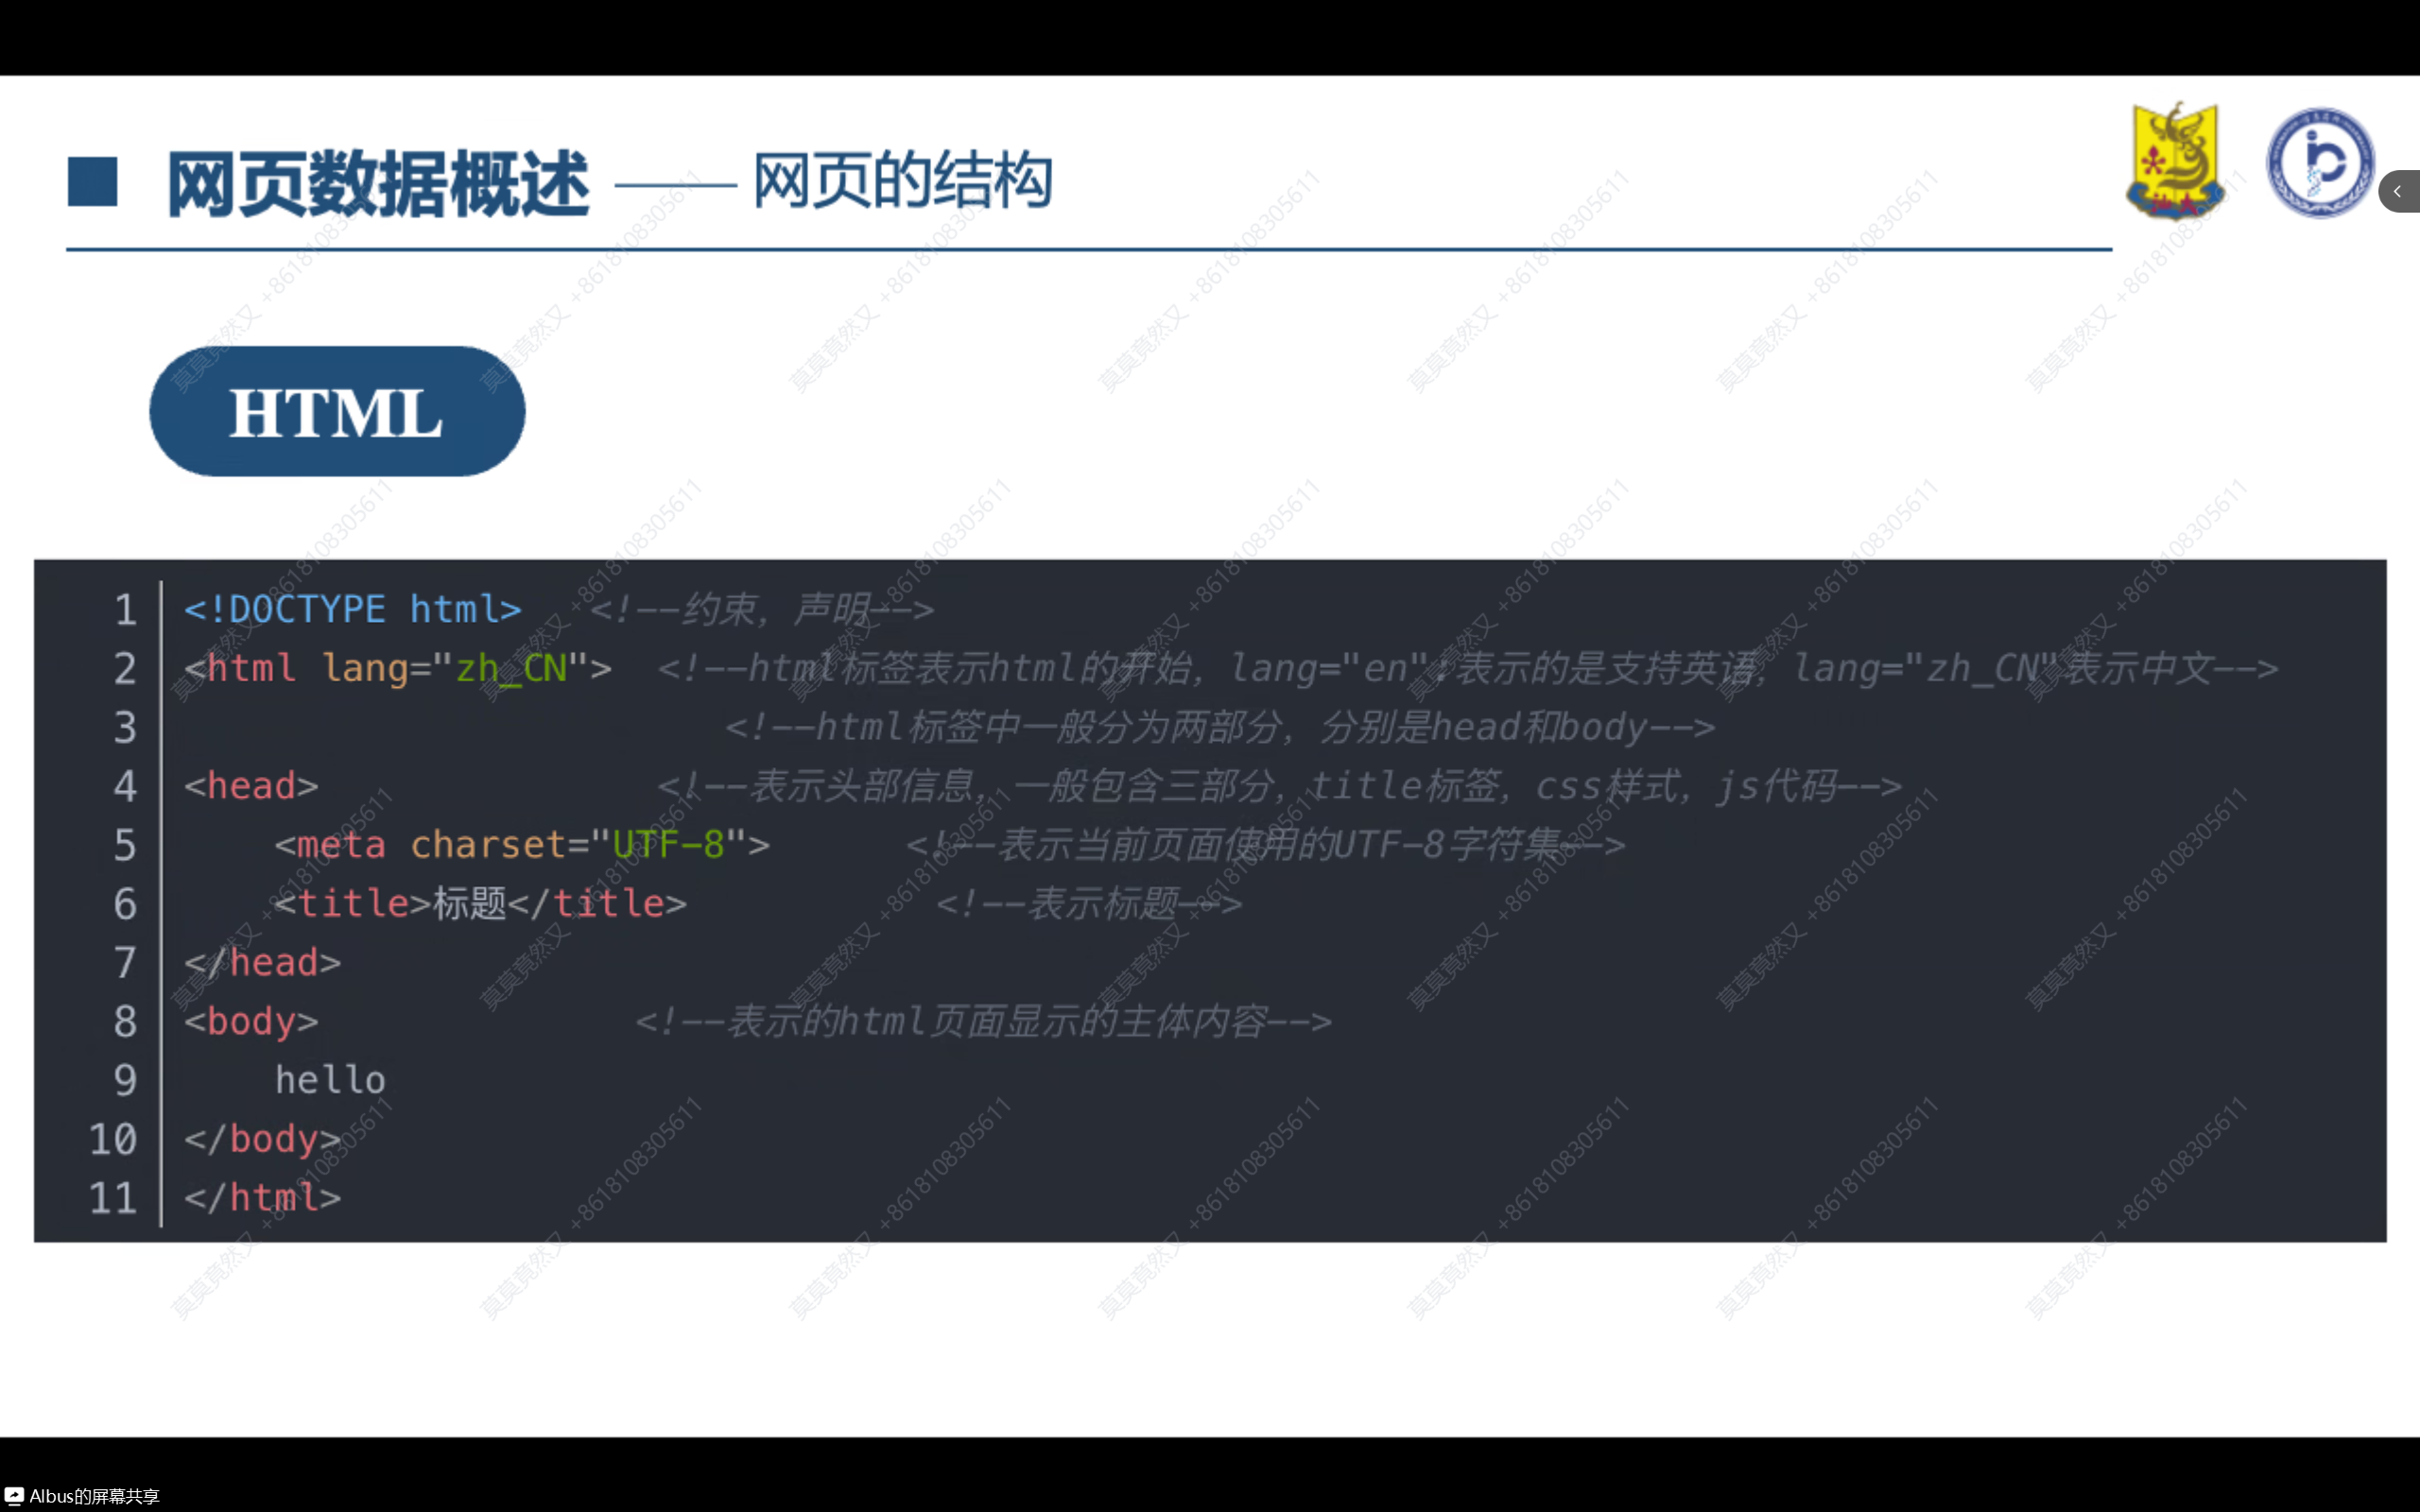 网页数据概述 —— 网页的结构
HTML
1 <!DOCTYPE html> <!--约束，声明-->
2 <html lang="zh_CN"> <!--html标签表示html的开始，lang="en":表示的是支持英语，lang="zh_CN"表示中文-->
3 <!--html标签中一般分为两部分，分别是head和body-->
4 <head> <!--表示头部信息，一般包含三部分，title标签，css样式，js代码-->
5 <meta charset="UTF-8"> <!--表示当前页面使用的UTF-8字符集-->
6 <title>标题</title> <!--表示标题-->
7 </head>
8 <body> <!--表示的html页面显示的主体内容-->
9 hello
10 </body>
11 </html>
莫莫竟然又 +8618108305611
Albus的屏幕共享